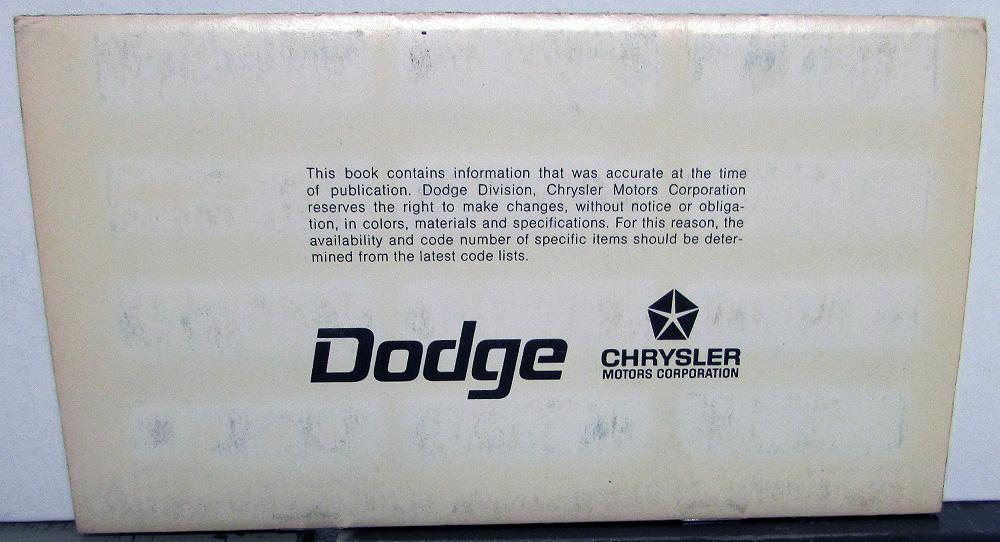 This book contains information that was accurate at the time
of publication. Dodge Division, Chrysler Motors Corporation
reserves the right to make changes, without notice or obliga-
tion, in colors, materials and specifications. For this reason, the
availability and code number of specific items should be deter-
mined from the latest code lists.
Dodge
CHRYSLER
MOTORS CORPORATION